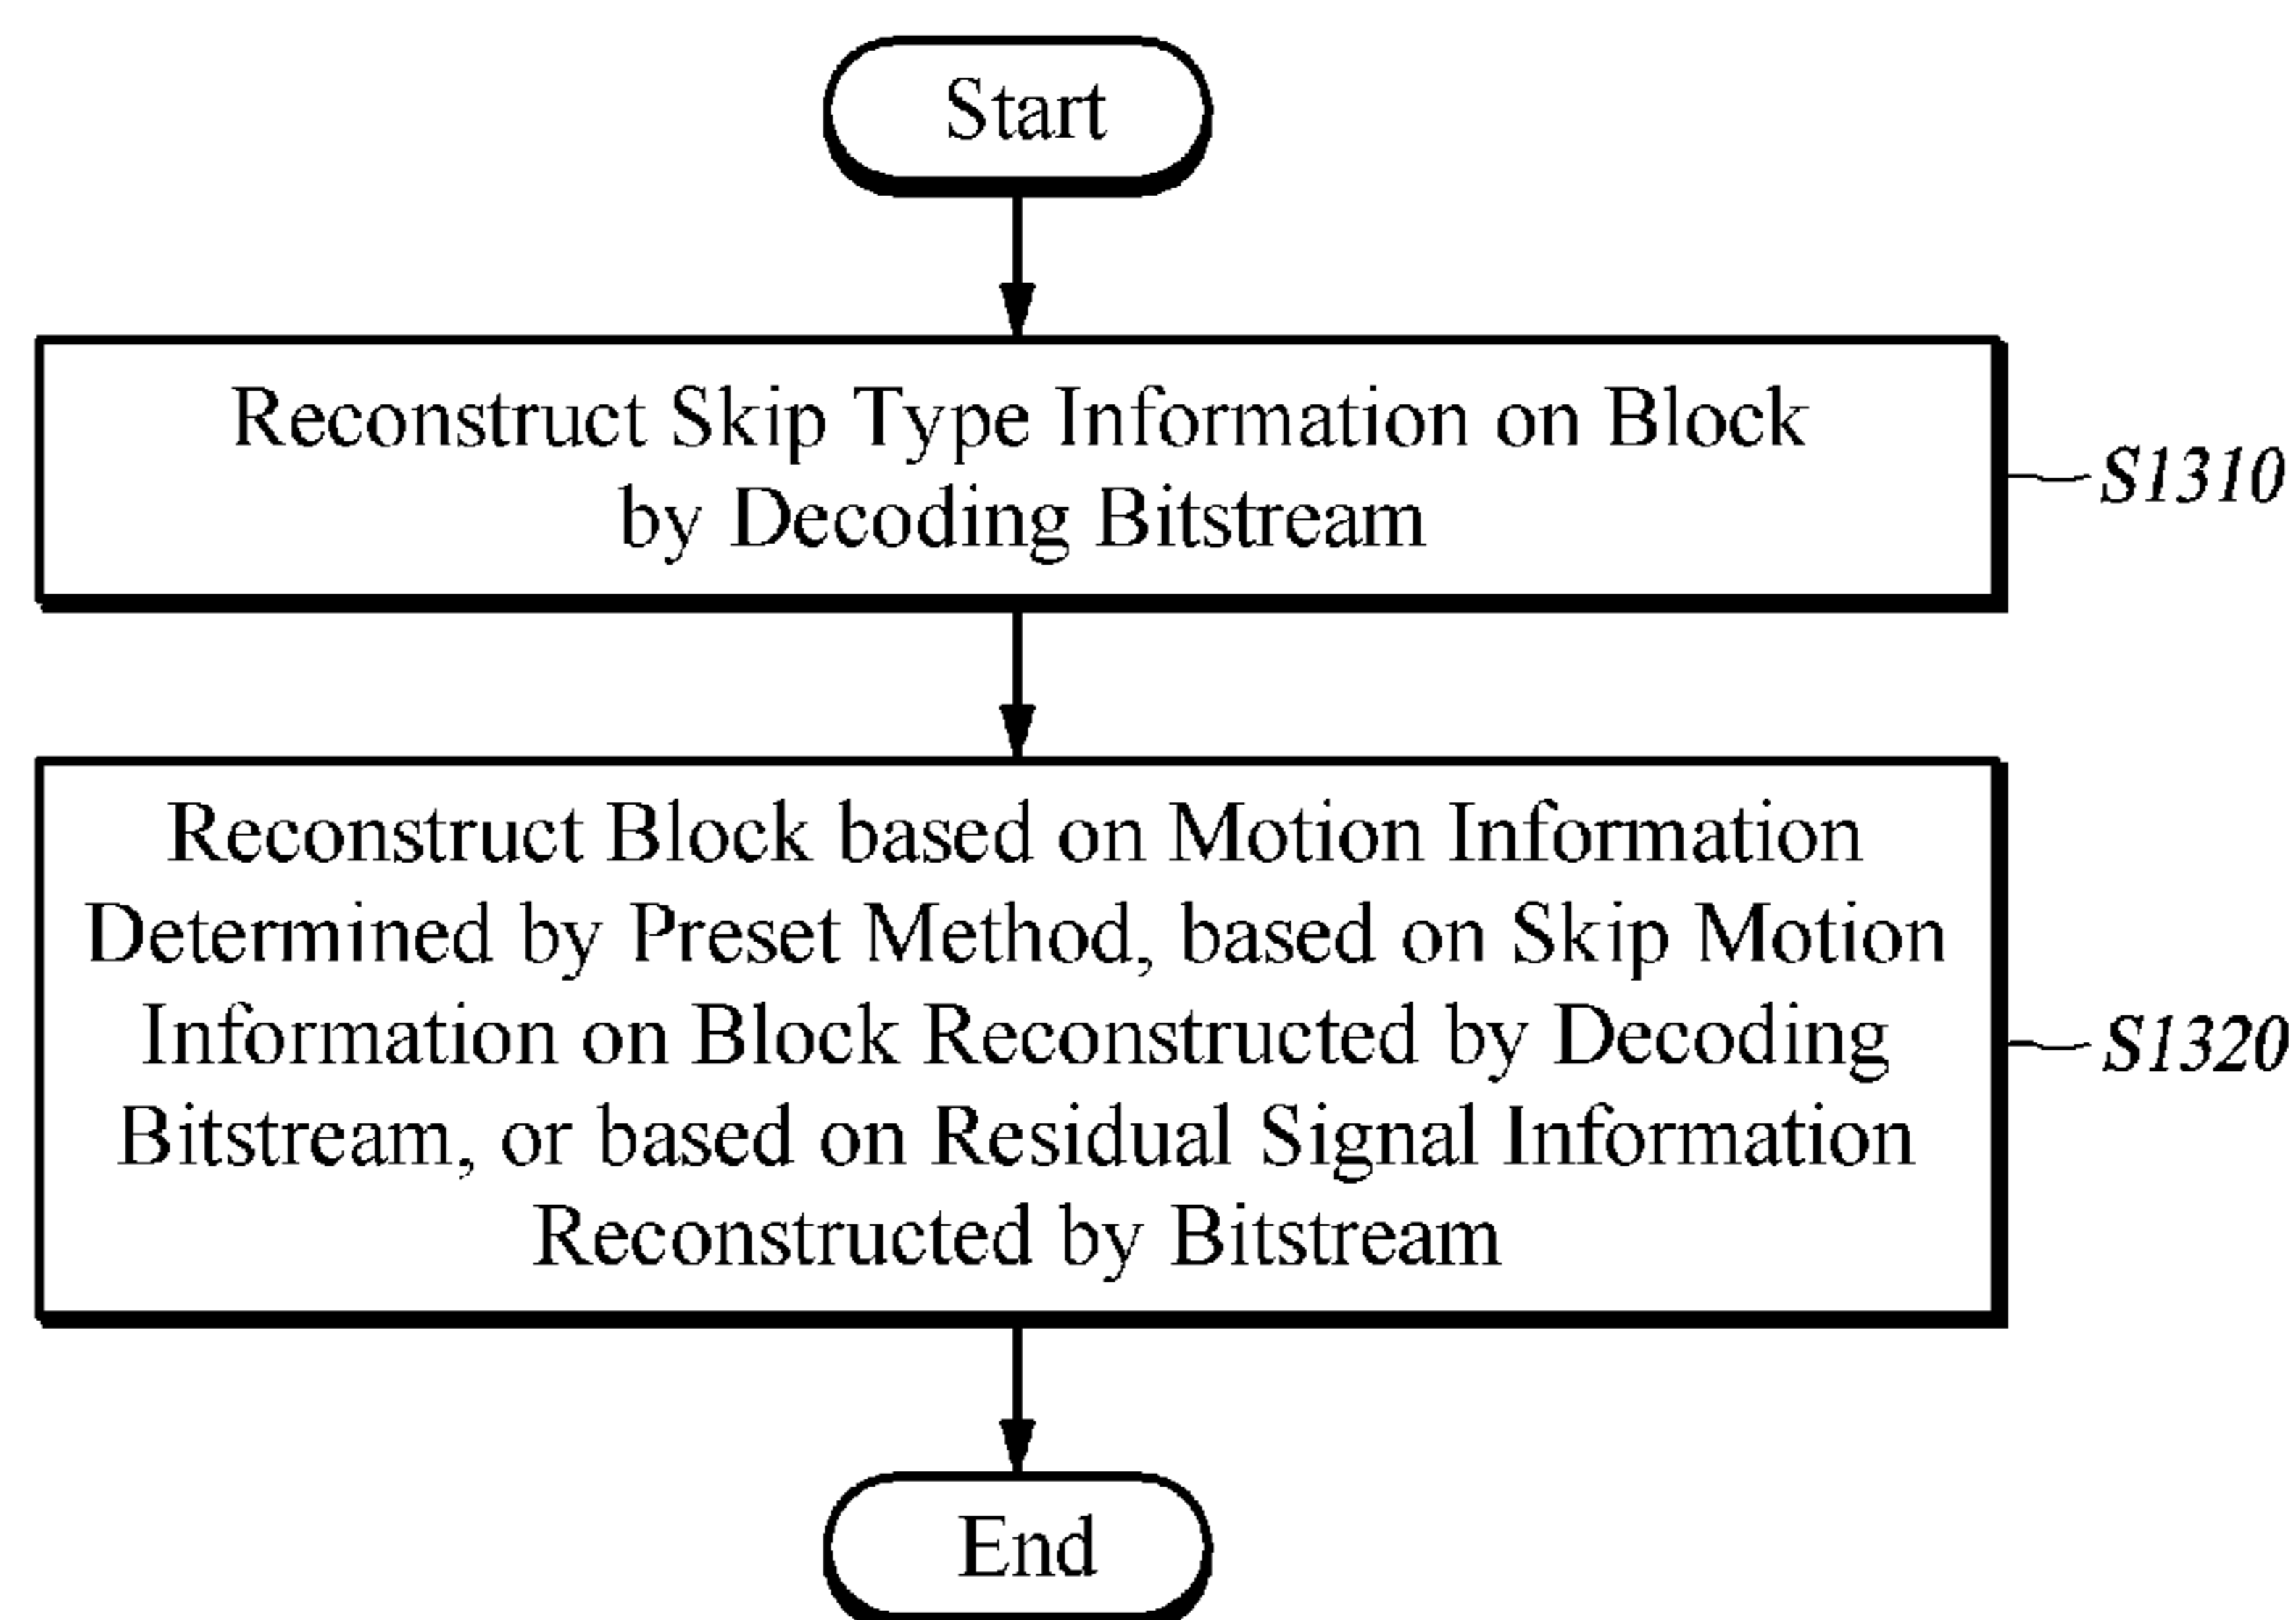 Start
Reconstruct Skip Type Information on Block
by Decoding Bitstream
S1310
Reconstruct Block based on Motion Information
Determined by Preset Method, based on Skip Motion
Information on Block Reconstructed by Decoding
Bitstream, or based on Residual Signal Information
Reconstructed by Bitstream
S1320
End